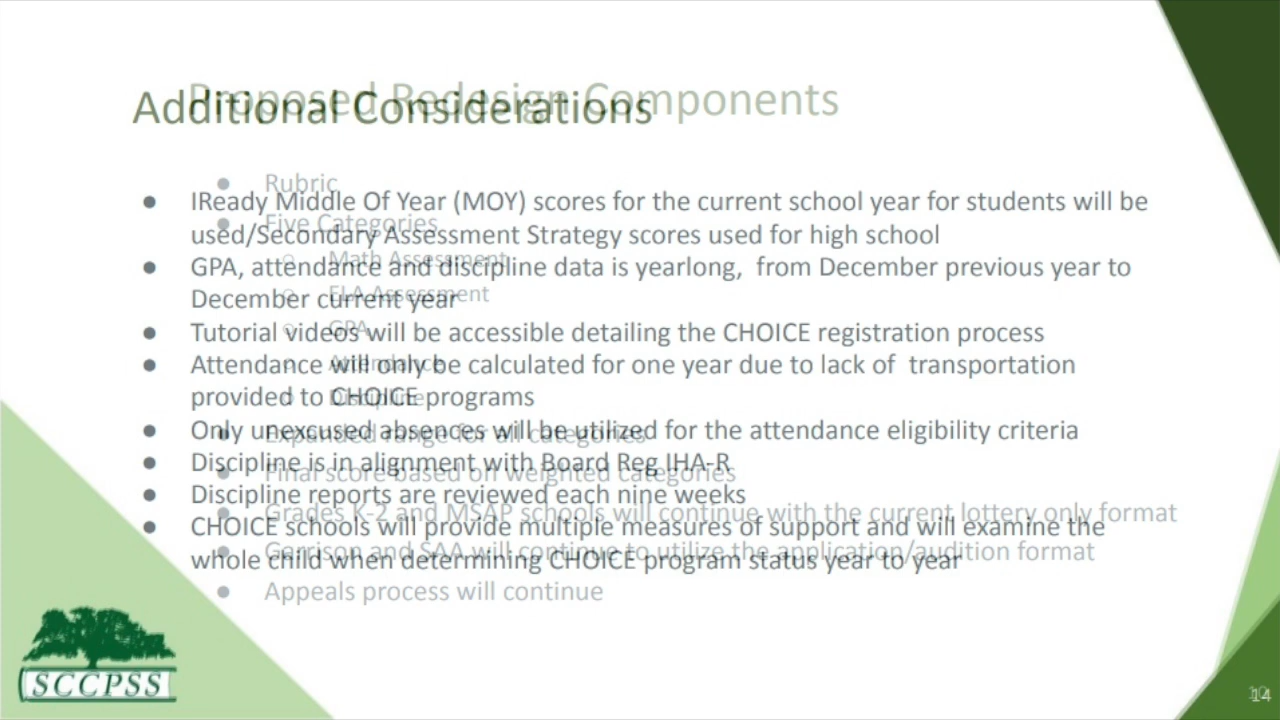 Additional Considerations
Proposed Redesign Components
● IReady Middle Of Year (MOY) scores for the current school year for students will be
used/Secondary Assessment Strategy scores used for high school
● GPA, attendance and discipline data is yearlong, from December previous year to
December current year
● Tutorial videos will be accessible detailing the CHOICE registration process
● Attendance will only be calculated for one year due to lack of transportation
provided to CHOICE programs
● Only unexcused absences will be utilized for the attendance eligibility criteria
● Discipline is in alignment with Board Reg IHA-R
● Discipline reports are reviewed each nine weeks
● CHOICE schools will provide multiple measures of support and will examine the
whole child when determining CHOICE program status year to year
● Rubric
● Five Categories
○ Math Assessment
○ ELA Assessment
○ GPA
○ Attendance
○ Discipline
● Expanded range for all categories
● Final score based on weighted categories
● Grades K-2 and MSAP schools will continue with the current lottery only format
● Garrison and SAA will continue to utilize the application/audition format
● Appeals process will continue
SCCPSS
14